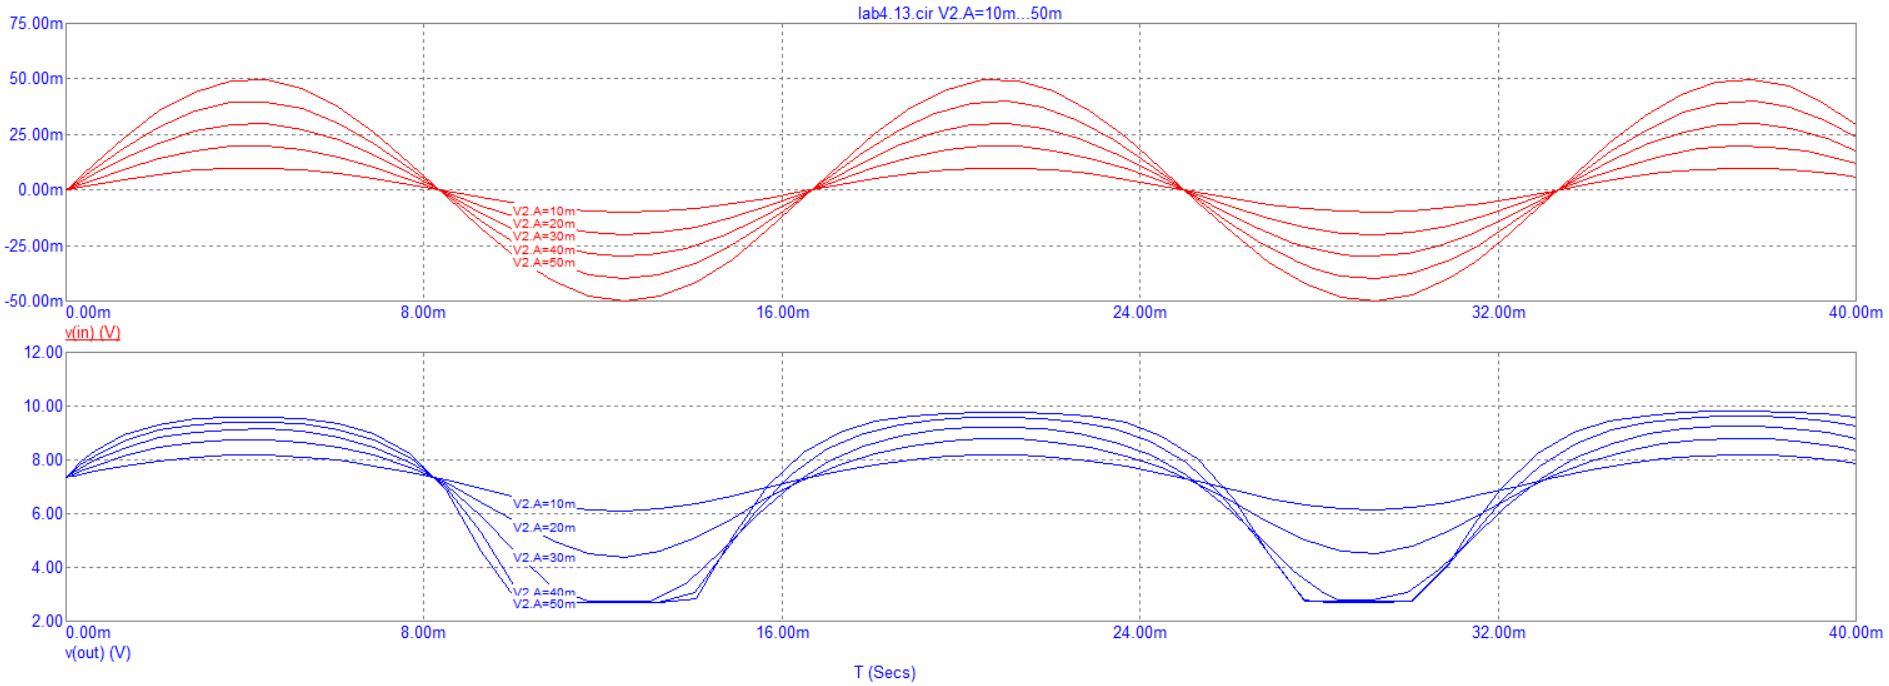 lab4.13.cir V2.A=10m...50m
75.00m
50.00m
25.00m
0.00m
-25.00m
-50.00m
V2.A=10m
V2.A=20m
V2.A=30m
V2.A=40m
V2.A=50m
0.00m 8.00m 16.00m 24.00m 32.00m 40.00m
v(in) (V)
12.00
10.00
8.00
6.00
4.00
2.00
V2.A=10m
V2.A=20m
V2.A=30m
V2.A=40m
V2.A=50m
0.00m 8.00m 16.00m 24.00m 32.00m 40.00m
v(out) (V)
T (Secs)